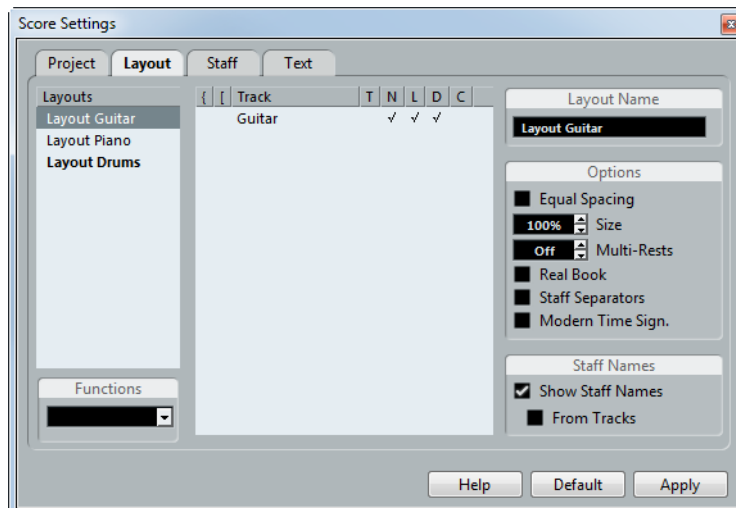 Score Settings
Project Layout Staff Text
Layouts
Layout Guitar
Layout Piano
Layout Drums
Functions
{ [ Track T N L D C
Guitar √ √ √
Layout Name
Layout Guitar
Options
Equal Spacing
100% Size
Off Multi-Rests
Real Book
Staff Separators
Modern Time Sign.
Staff Names
Show Staff Names
From Tracks
Help Default Apply